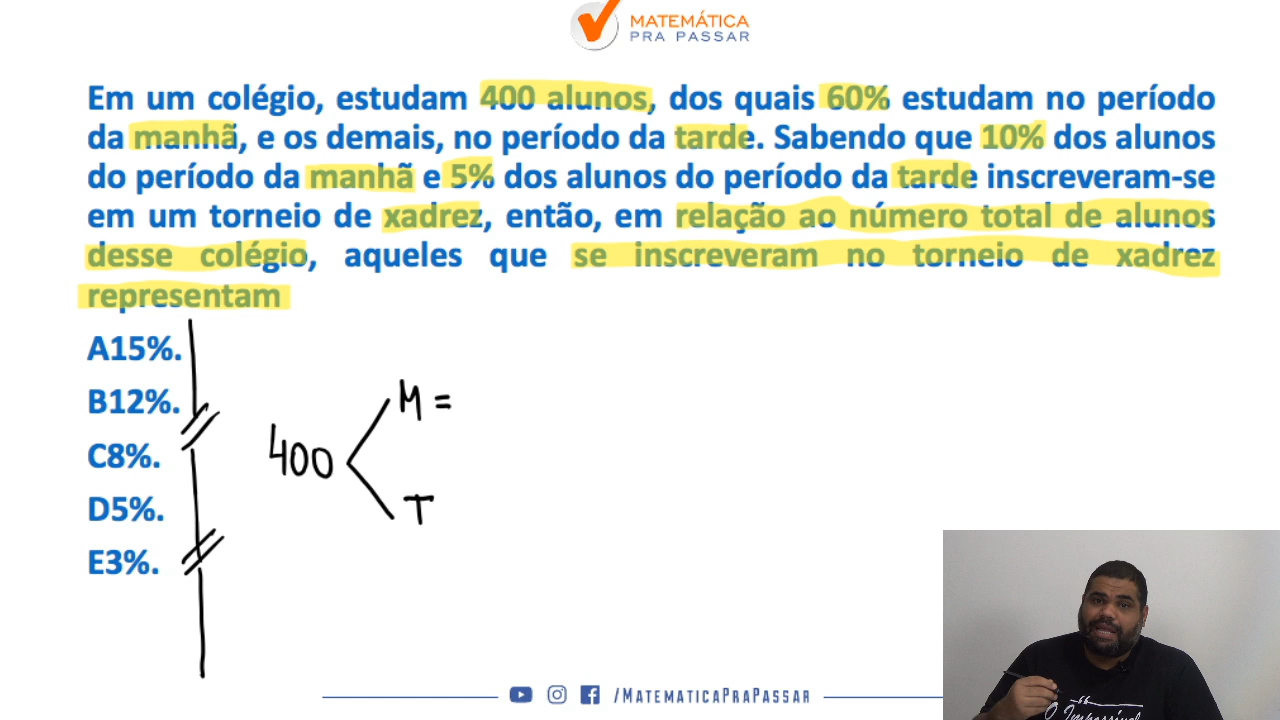 MATEMÁTICA
PRA PASSAR
Em um colégio, estudam 400 alunos, dos quais 60% estudam no período
da manhã, e os demais, no período da tarde. Sabendo que 10% dos alunos
do período da manhã e 5% dos alunos do período da tarde inscreveram-se
em um torneio de xadrez, então, em relação ao número total de alunos
desse colégio, aqueles que se inscreveram no torneio de xadrez
representam
A15%.
B12%.
C8%.
D5%.
E3%.
M =
400
T
/MATEMATICAPRAPASSAR
O Impossível